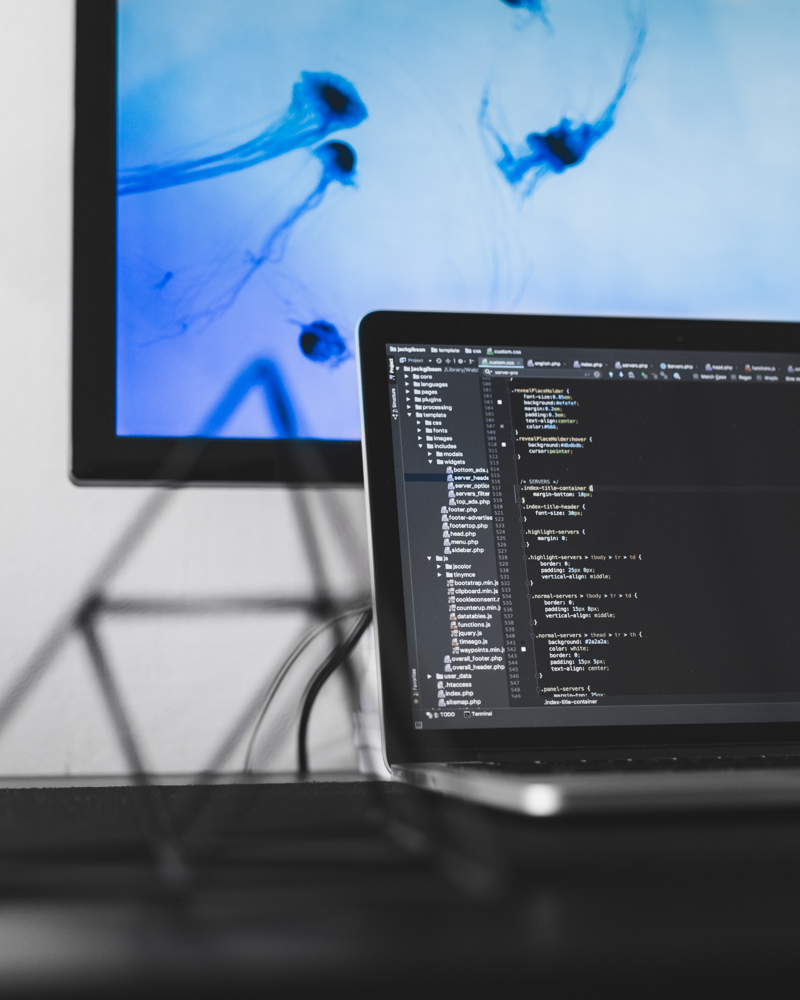 jackgibson template css custom.css
Project
custom.css english.php index.php servers.php Servers.php head.php functions.js
jackgibson /Library/Web
server-pro
Match Case Regex Words
1: Project
Z: Structure
2: Favorites
core
languages
pages
plugins
processing
template
css
fonts
images
includes
modals
widgets
bottom_ads.p
server_heade
server_option
servers_filter
top_ads.php
footer.php
footer-advertise
footertop.php
head.php
menu.php
sidebar.php
js
jscolor
tinymce
bootstrap.min.js
clipboard.min.js
cookieconsent.r
counterup.min.js
datatables.js
functions.js
jquery.js
timeago.js
waypoints.min.js
overall_footer.php
overall_header.php
user_data
.htaccess
index.php
sitemap.php
500 }
501 .revealPlaceHolder {
502 font-size:0.85em;
503 background:#efefef;
504 margin:0.2em;
505 padding:0.3em;
506 text-align:center;
507 color:#666;
508 }
509 .revealPlaceHolder:hover {
510 background:#dbdbdb;
511 cursor:pointer;
512 }
513
514
515
516 /* SERVERS */
517 .index-title-container {
518 margin-bottom: 10px;
519 }
520 .index-title-header {
521 font-size: 30px;
522 }
523
524 .highlight-servers {
525 margin: 0;
526 }
527
528 .highlight-servers > tbody > tr > td {
529 border: 0;
530 padding: 25px 8px;
531 vertical-align: middle;
532 }
533
534 .normal-servers > tbody > tr > td {
535 border: 0;
536 padding: 15px 8px;
537 vertical-align: middle;
538 }
539
540 .normal-servers > thead > tr > th {
541 background: #2a2a2a;
542 color: white;
543 border: 0;
544 padding: 15px 5px;
545 text-align: center;
546 }
547
548 .panel-servers {
549 margin-top: 25px;
.index-title-container
6: TODO Terminal